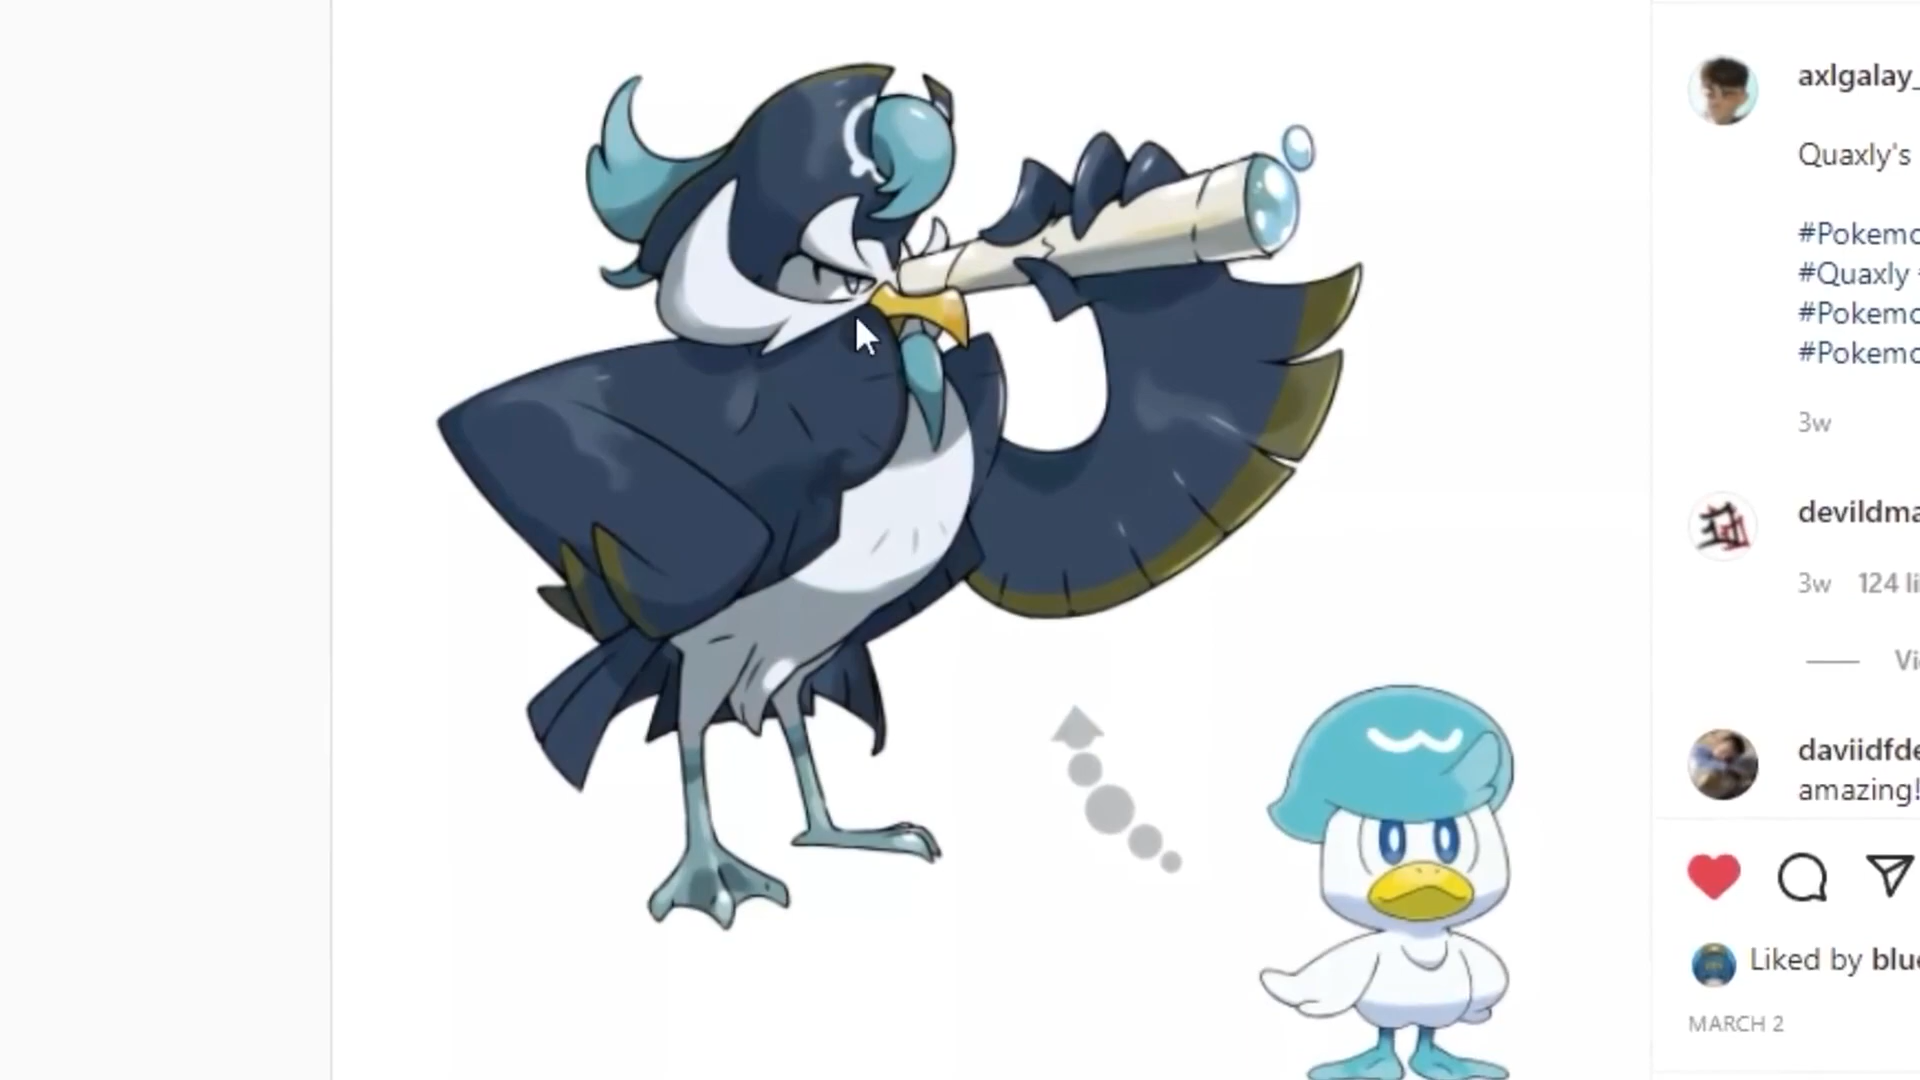 axlgalay_
Quaxly's
#Pokemo
#Quaxly
#Pokemo
#Pokemo
3w
devildma
3w 124 li
Vi
daviidfde
amazing!
Liked by blue
MARCH 2